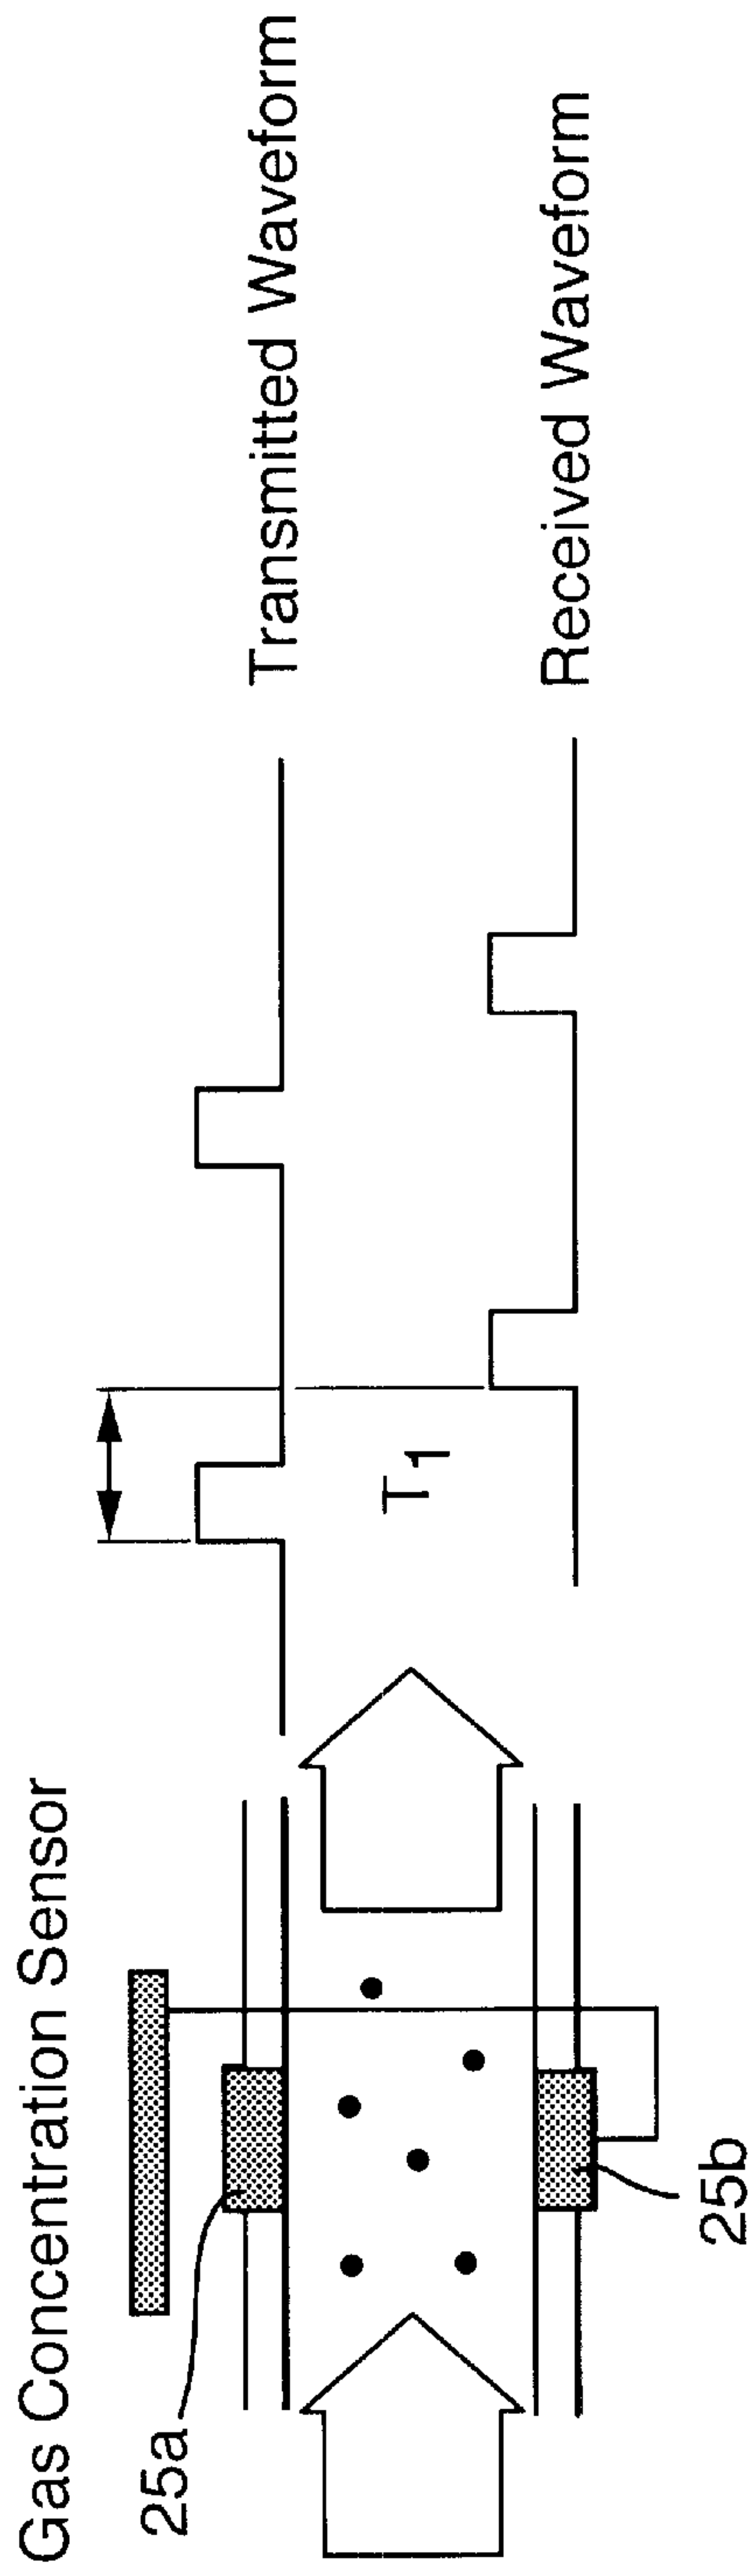 Gas Concentration Sensor
25a
25b
T1
Transmitted Waveform
Received Waveform